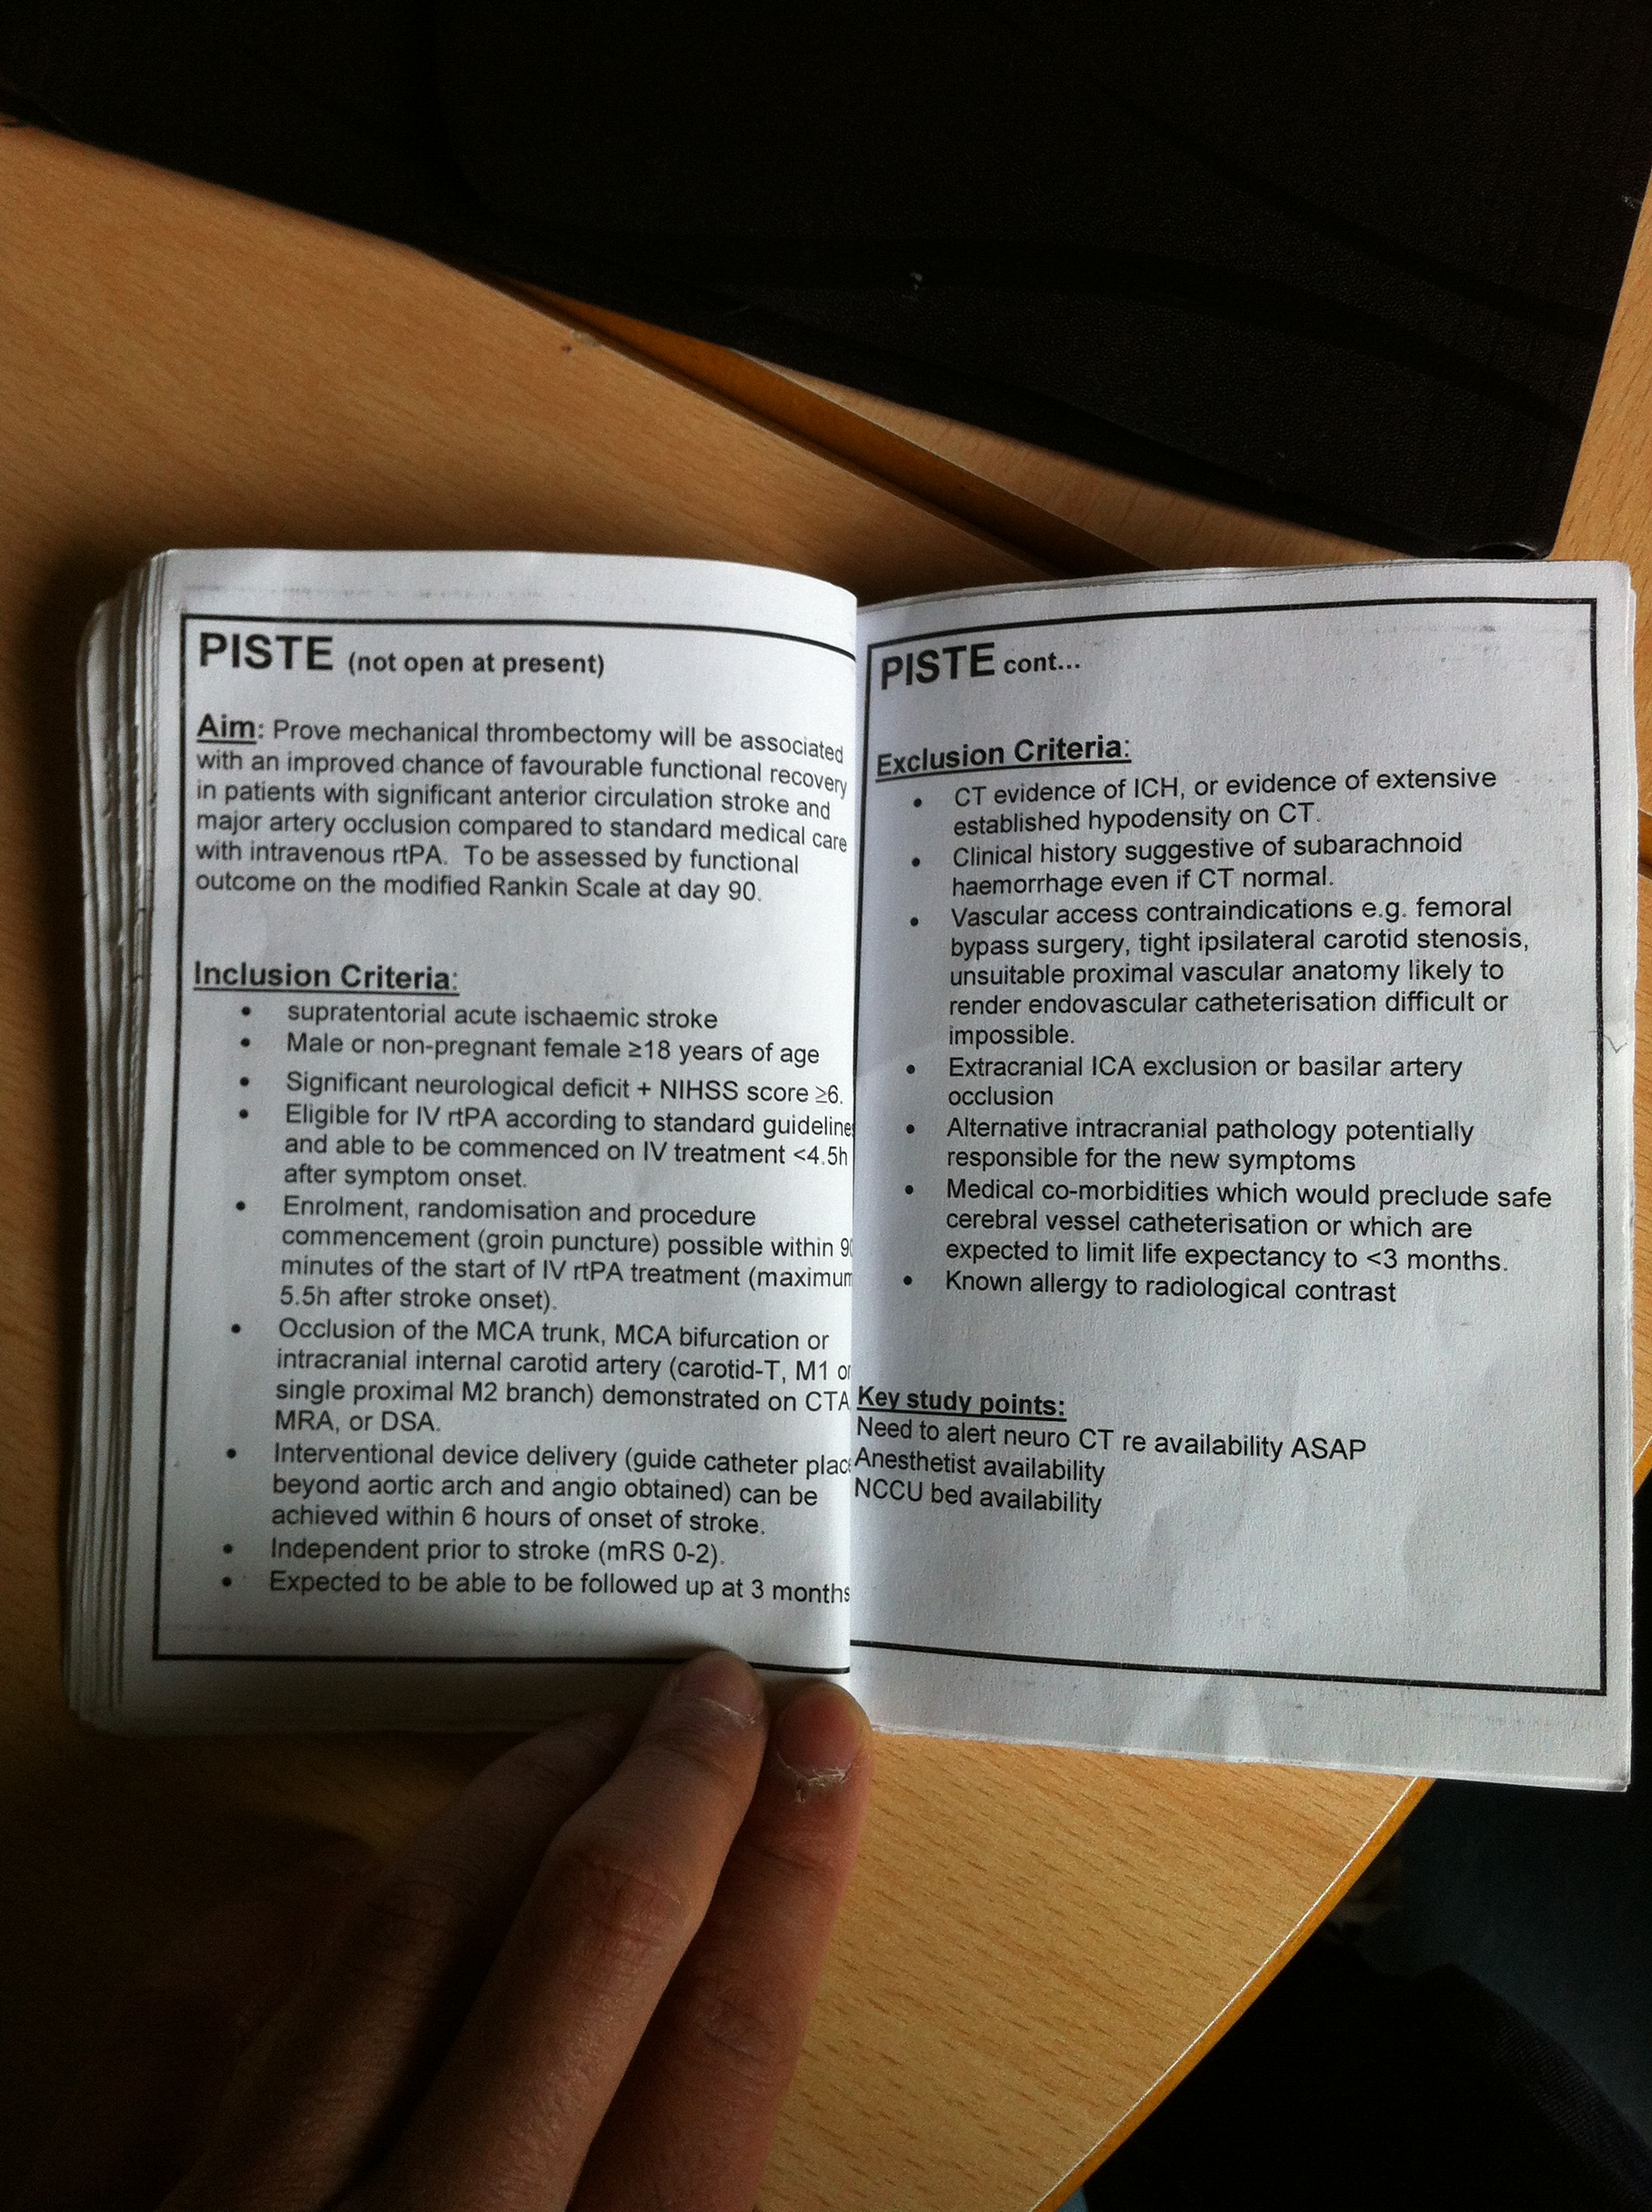 PISTE (not open at present)
Aim: Prove mechanical thrombectomy will be associated
with an improved chance of favourable functional recovery
in patients with significant anterior circulation stroke and
major artery occlusion compared to standard medical care
with intravenous rtPA. To be assessed by functional
outcome on the modified Rankin Scale at day 90.
Inclusion Criteria:
• supratentorial acute ischaemic stroke
• Male or non-pregnant female ≥18 years of age
• Significant neurological deficit + NIHSS score ≥6.
• Eligible for IV rtPA according to standard guideline
and able to be commenced on IV treatment <4.5h
after symptom onset.
• Enrolment, randomisation and procedure
commencement (groin puncture) possible within
minutes of the start of IV rtPA treatment (maximum
5.5h after stroke onset).
• Occlusion of the MCA trunk, MCA bifurcation or
intracranial internal carotid artery (carotid-T, M1 or
single proximal M2 branch) demonstrated on CTA
MRA, or DSA.
• Interventional device delivery (guide catheter plac
beyond aortic arch and angio obtained) can be
achieved within 6 hours of onset of stroke.
• Independent prior to stroke (mRS 0-2).
• Expected to be able to be followed up at 3 months
PISTE cont...
Exclusion Criteria:
• CT evidence of ICH, or evidence of extensive
established hypodensity on CT.
• Clinical history suggestive of subarachnoid
haemorrhage even if CT normal.
• Vascular access contraindications e.g. femoral
bypass surgery, tight ipsilateral carotid stenosis,
unsuitable proximal vascular anatomy likely to
render endovascular catheterisation difficult or
impossible.
• Extracranial ICA exclusion or basilar artery
occlusion
• Alternative intracranial pathology potentially
responsible for the new symptoms
• Medical co-morbidities which would preclude safe
cerebral vessel catheterisation or which are
expected to limit life expectancy to <3 months.
• Known allergy to radiological contrast
Key study points:
Need to alert neuro CT re availability ASAP
Anesthetist availability
NCCU bed availability